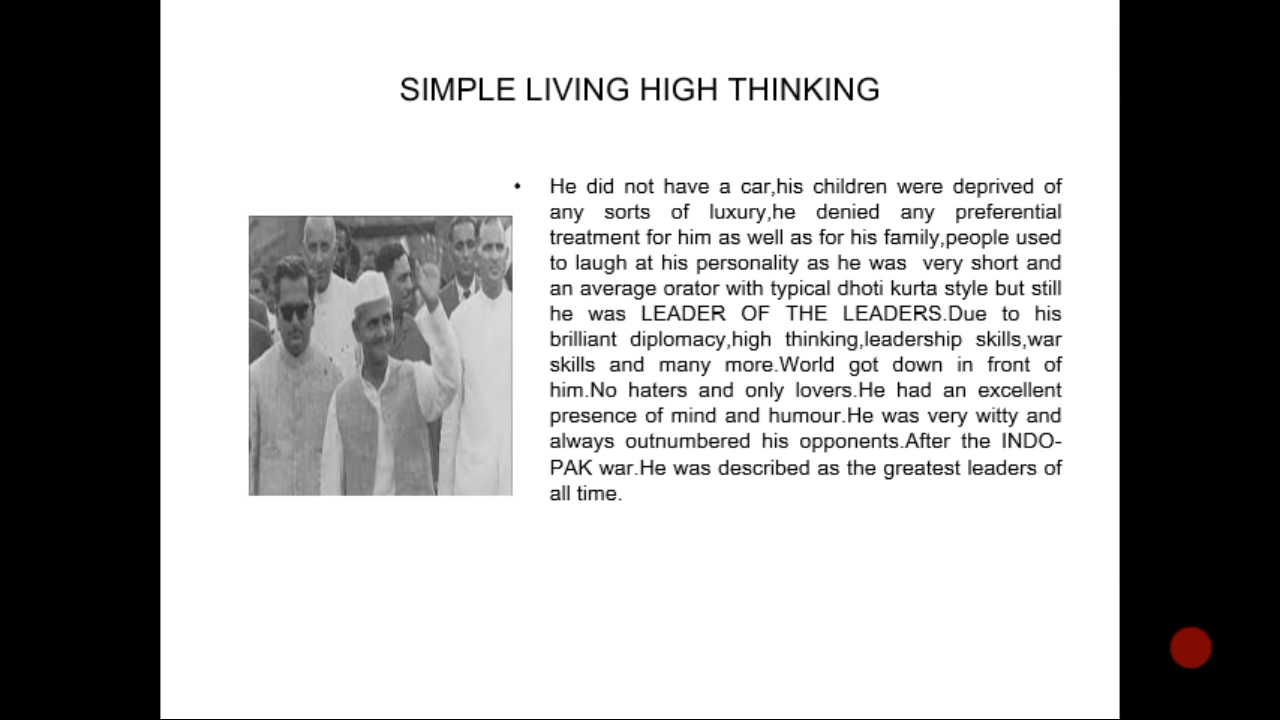 SIMPLE LIVING HIGH THINKING
• He did not have a car,his children were deprived of
any sorts of luxury,he denied any preferential
treatment for him as well as for his family,people used
to laugh at his personality as he was very short and
an average orator with typical dhoti kurta style but still
he was LEADER OF THE LEADERS.Due to his
brilliant diplomacy,high thinking,leadership skills,war
skills and many more.World got down in front of
him.No haters and only lovers.He had an excellent
presence of mind and humour.He was very witty and
always outnumbered his opponents.After the INDO-
PAK war.He was described as the greatest leaders of
all time.